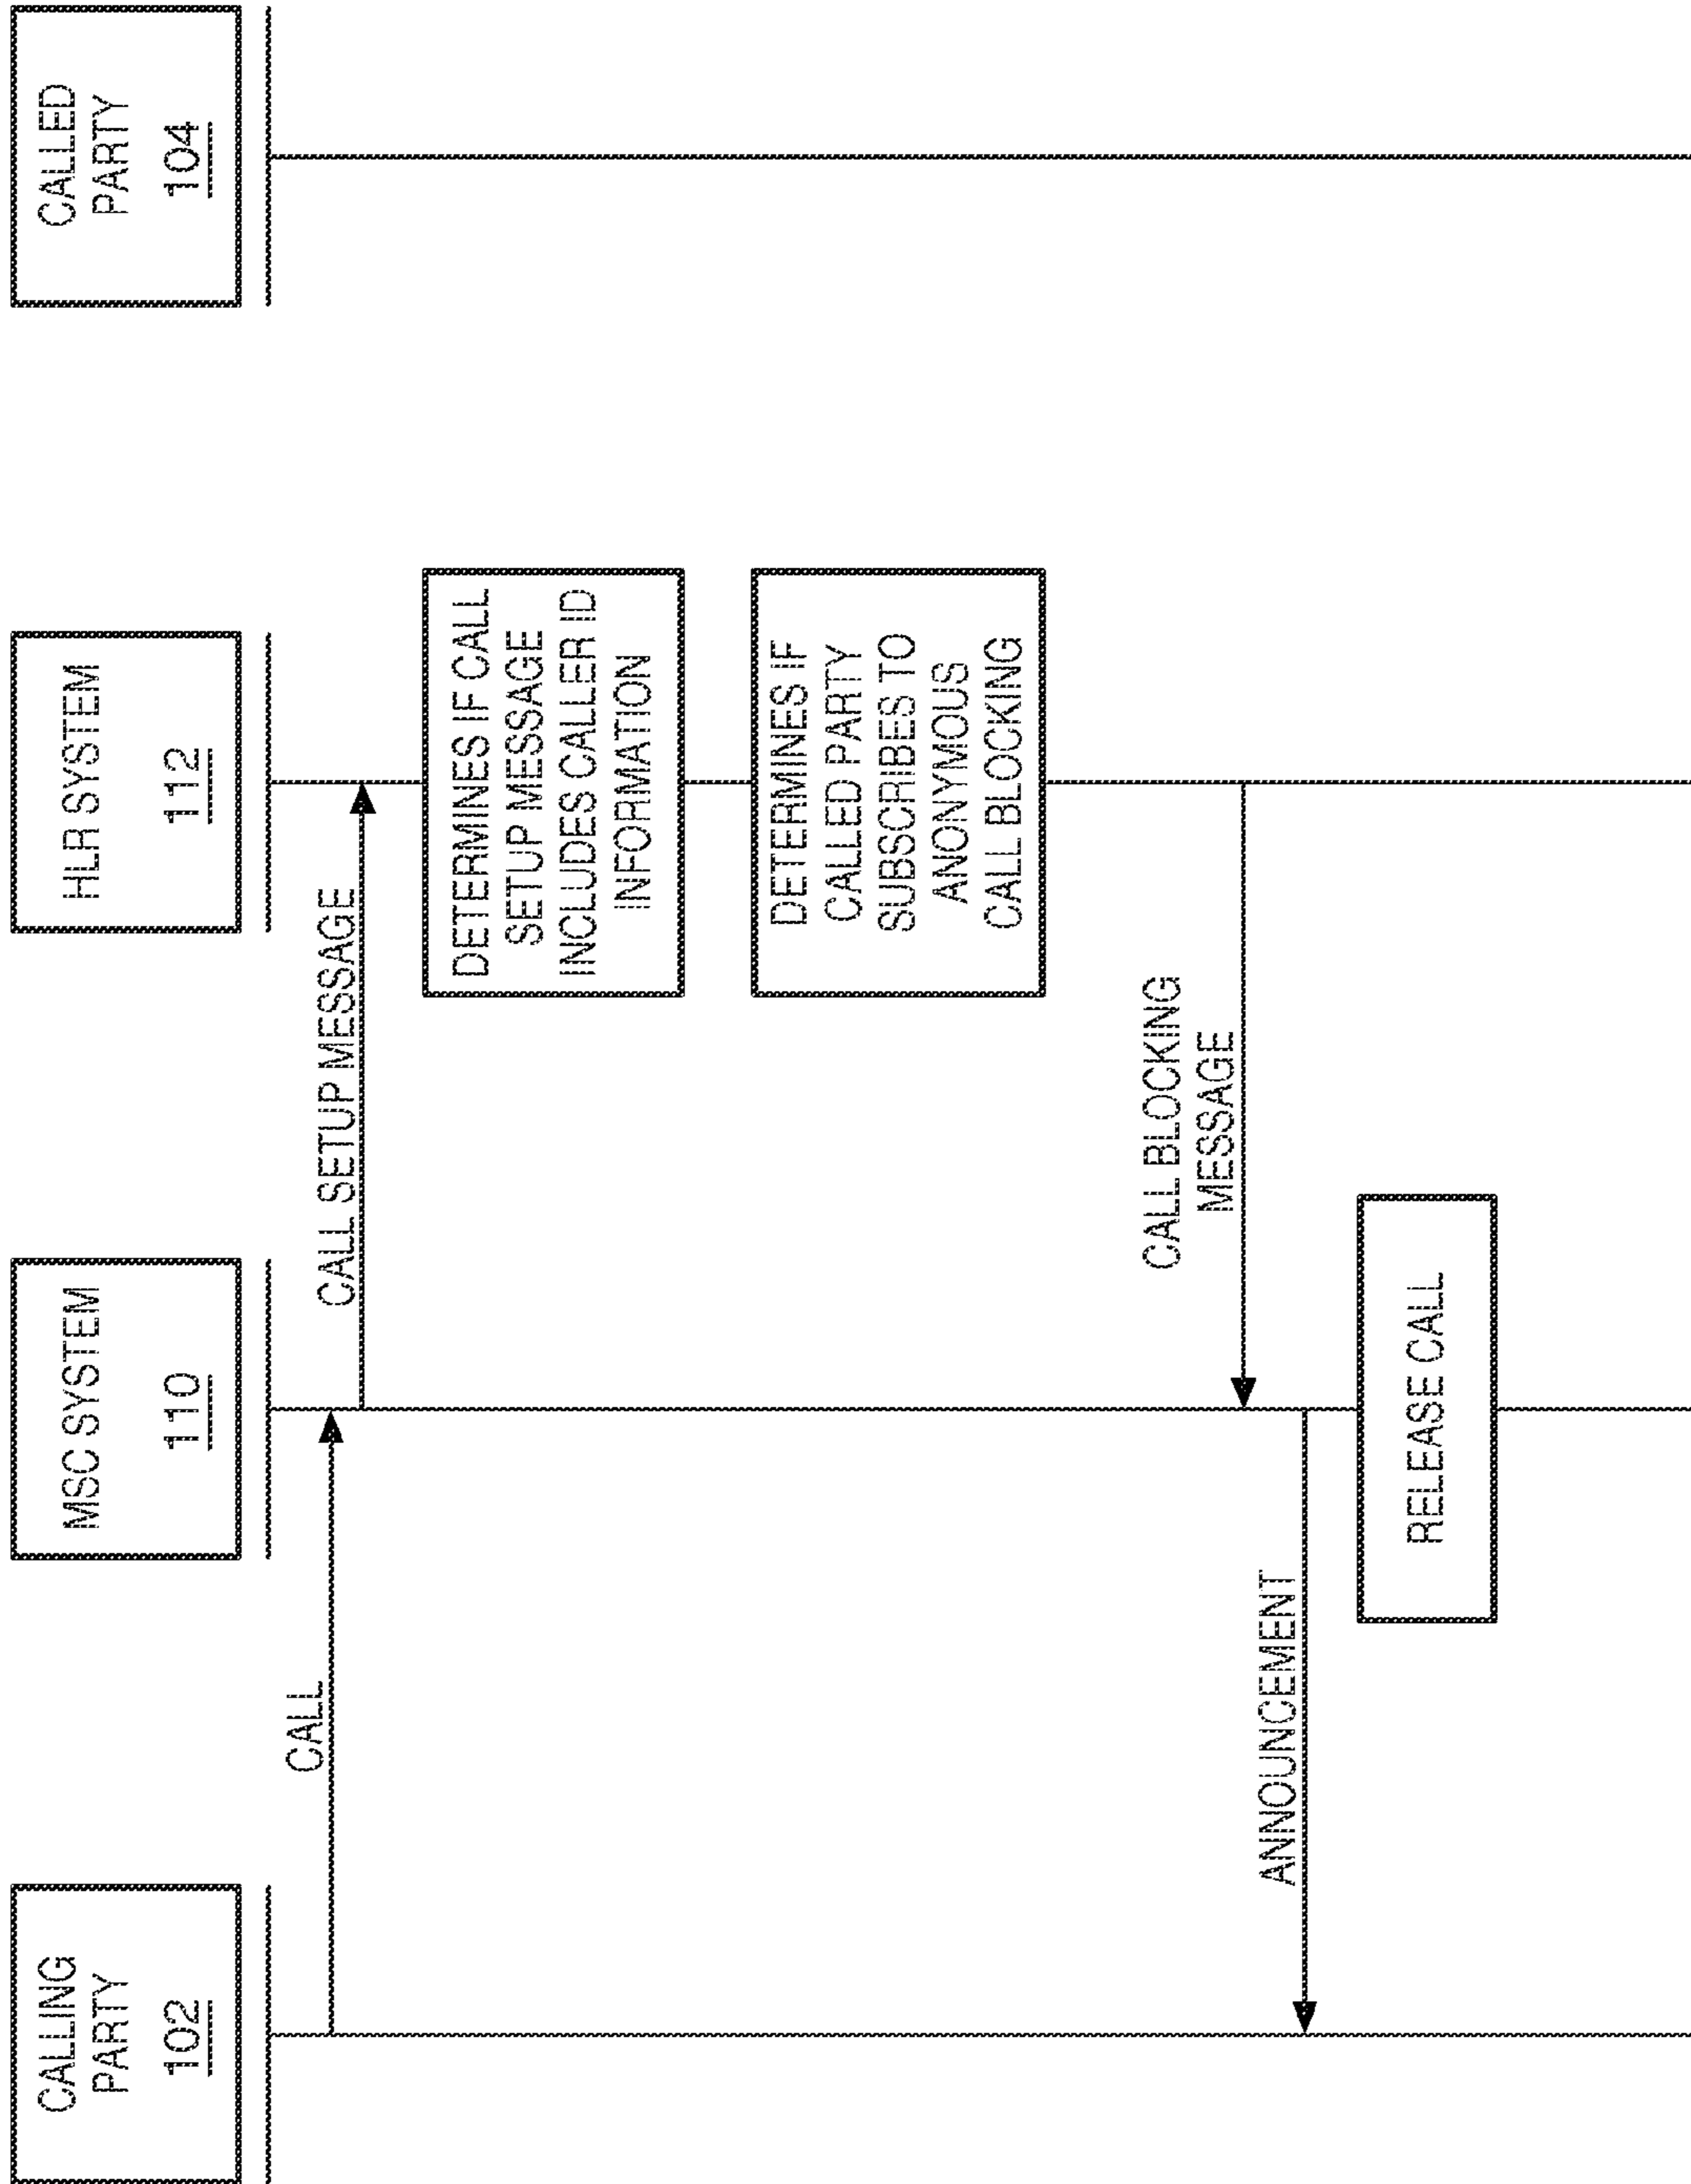 CALLING
PARTY
102
MSC SYSTEM
110
HLR SYSTEM
112
CALLED
PARTY
104
CALL
CALL SETUP MESSAGE
DETERMINES IF CALL
SETUP MESSAGE
INCLUDES CALLER ID
INFORMATION
DETERMINES IF
CALLED PARTY
SUBSCRIBES TO
ANONYMOUS
CALL BLOCKING
CALL BLOCKING
MESSAGE
ANNOUNCEMENT
RELEASE CALL